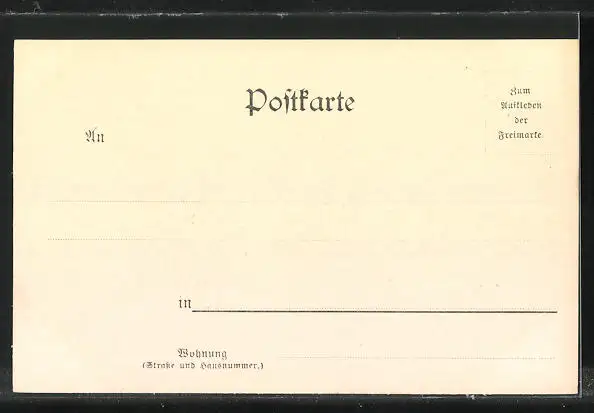 Postkarte
Zum
Aufkleben
der
Freimarke.
An
in
Wohnung
(Straße und Hausnummer.)